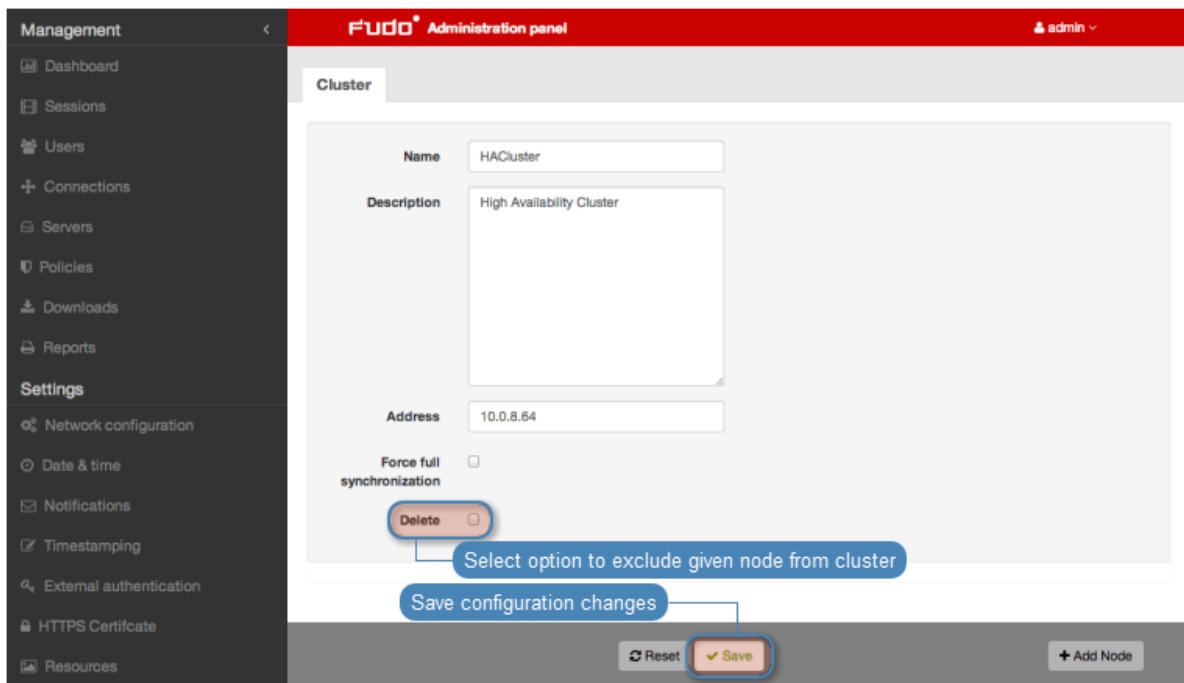 Management
FUDO Administration panel
admin
Dashboard
Sessions
Users
Connections
Servers
Policies
Downloads
Reports
Settings
Network configuration
Date & time
Notifications
Timestamping
External authentication
HTTPS Certifcate
Resources
Cluster
Name
HACluster
Description
High Availability Cluster
Address
10.0.8.64
Force full
synchronization
Delete
Select option to exclude given node from cluster
Save configuration changes
Reset
Save
+ Add Node